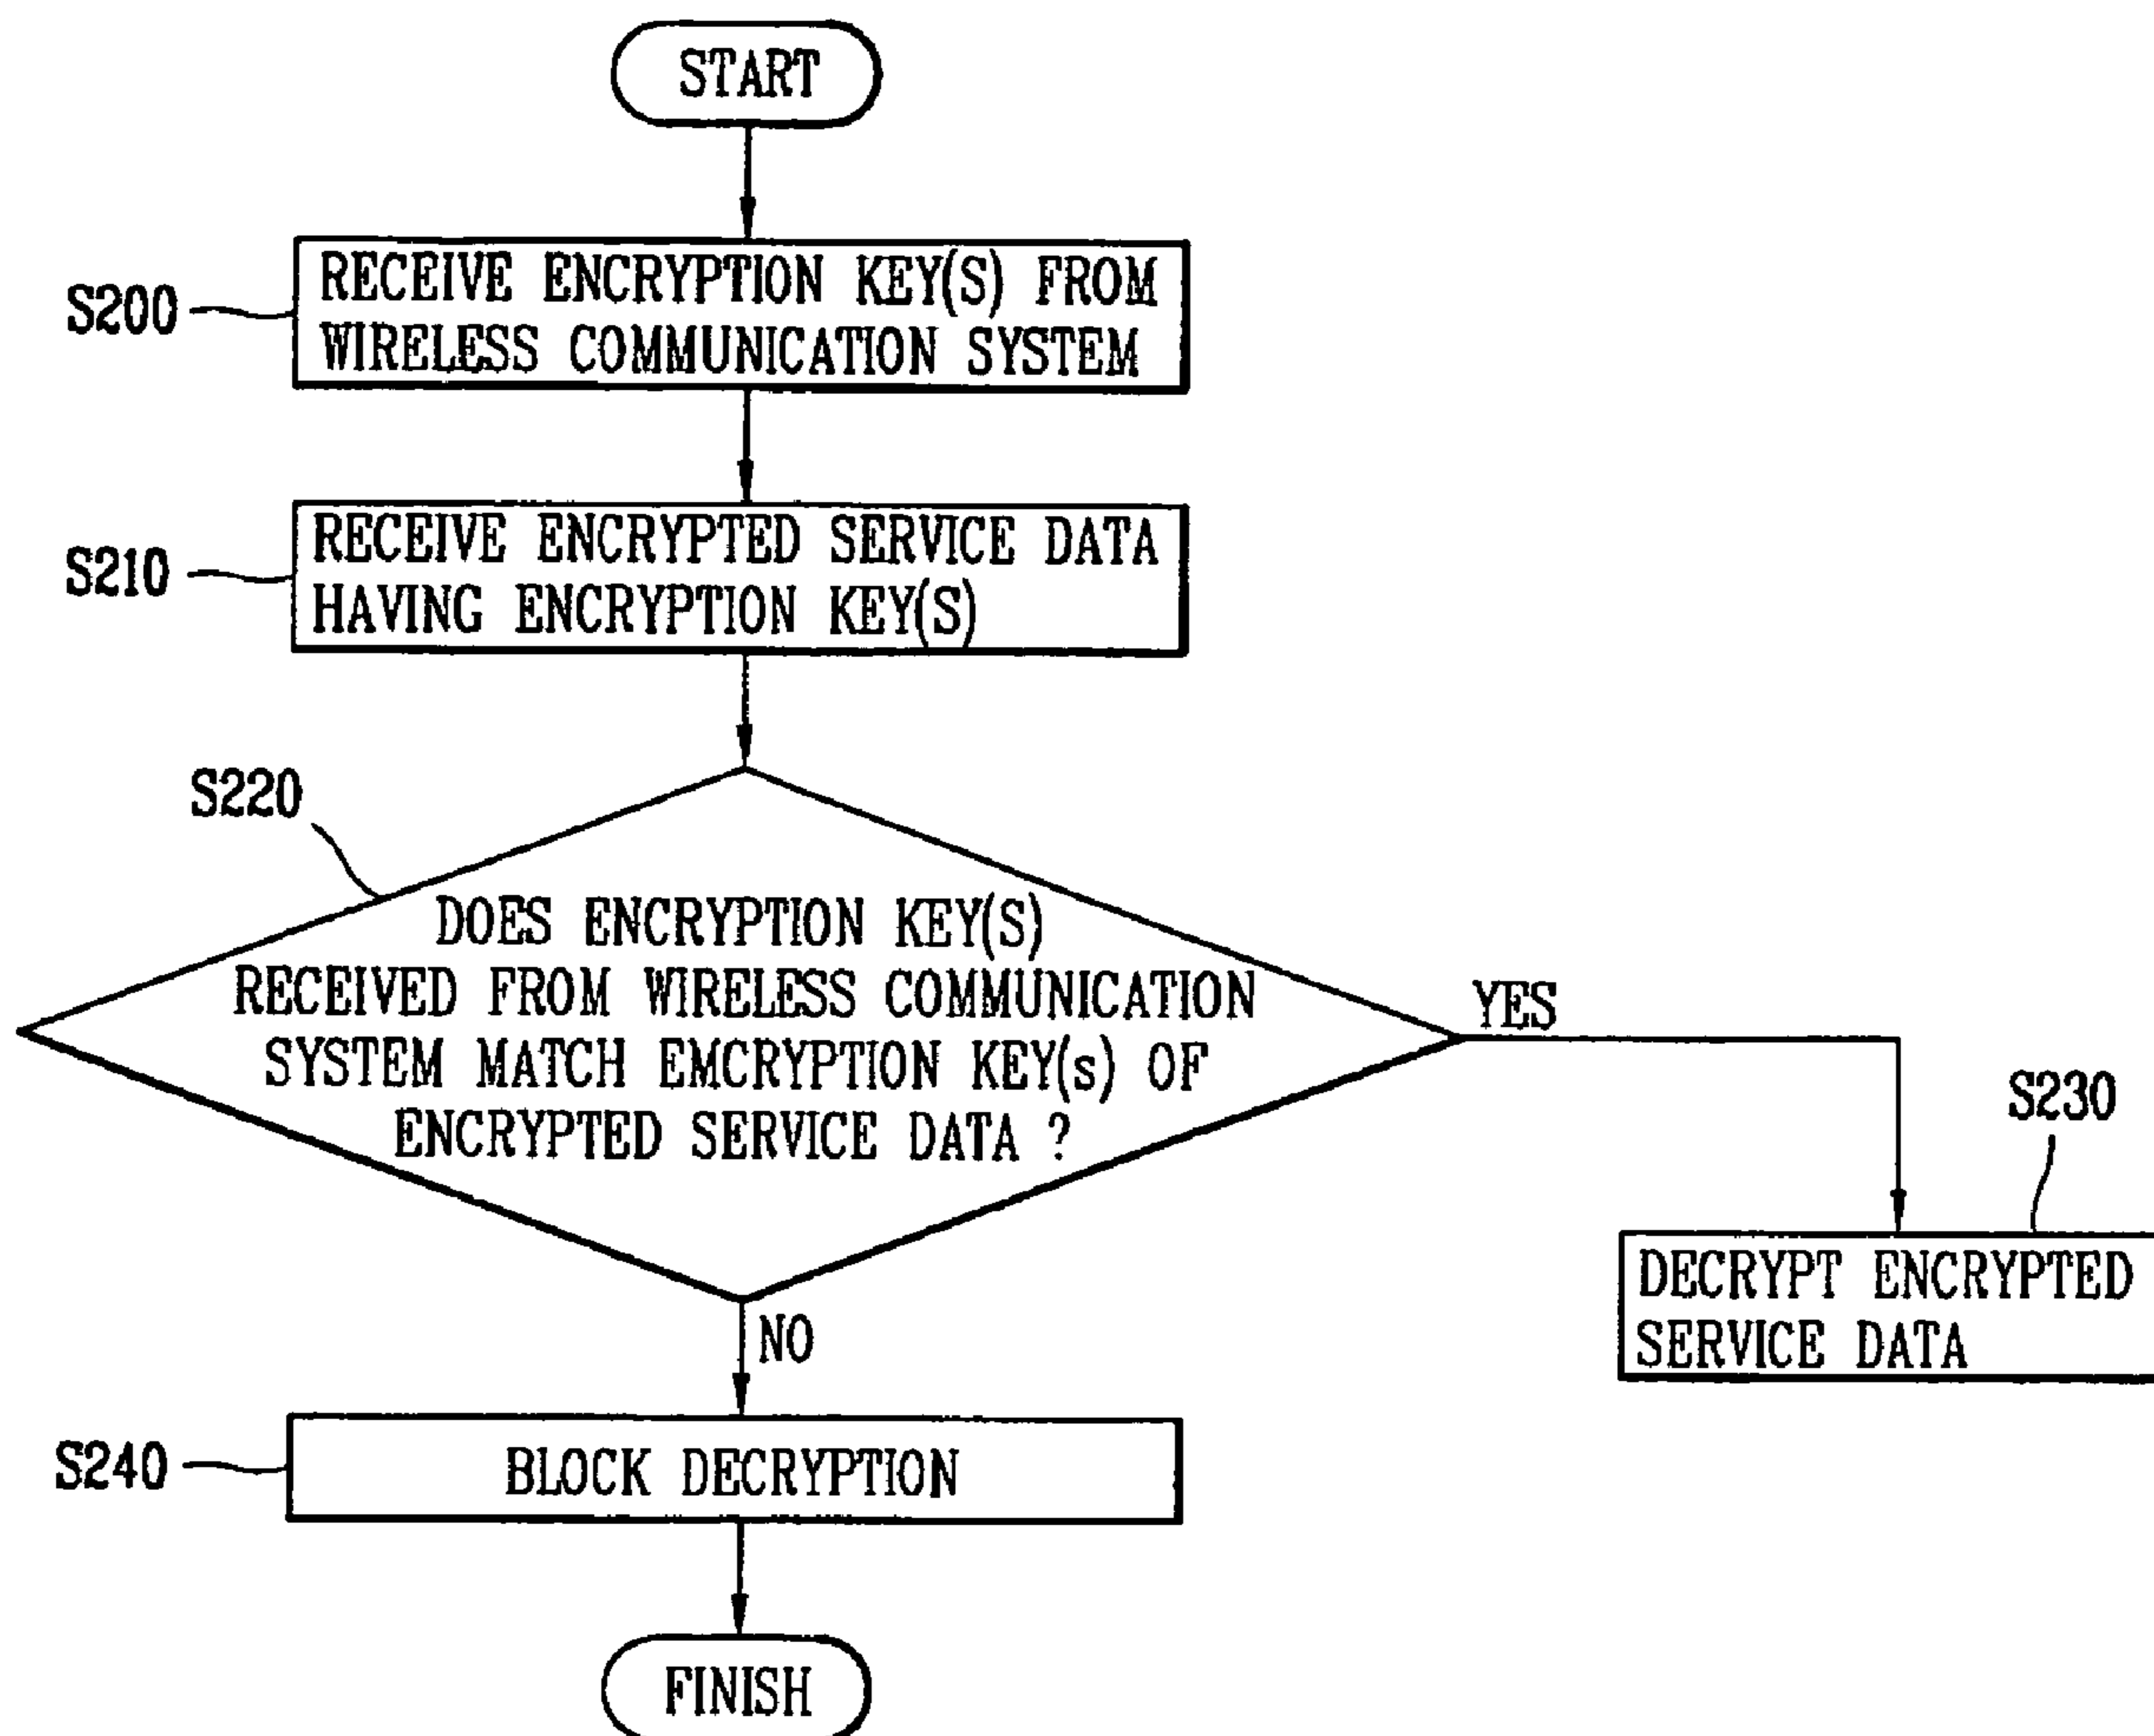 START
S200
RECEIVE ENCRYPTION KEY(S) FROM
WIRELESS COMMUNICATION SYSTEM
S210
RECEIVE ENCRYPTED SERVICE DATA
HAVING ENCRYPTION KEY(S)
S220
DOES ENCRYPTION KEY(S)
RECEIVED FROM WIRELESS COMMUNICATION
SYSTEM MATCH EMCRYPTION KEY(s) OF
ENCRYPTED SERVICE DATA ?
YES
S230
DECRYPT ENCRYPTED
SERVICE DATA
NO
S240
BLOCK DECRYPTION
FINISH